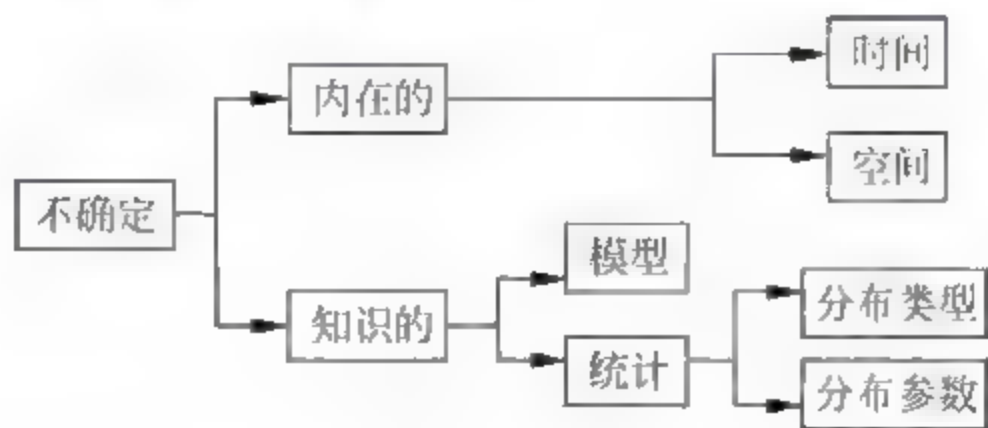 时间
内在的
空间
不确定
模型
知识的
分布类型
统计
分布参数